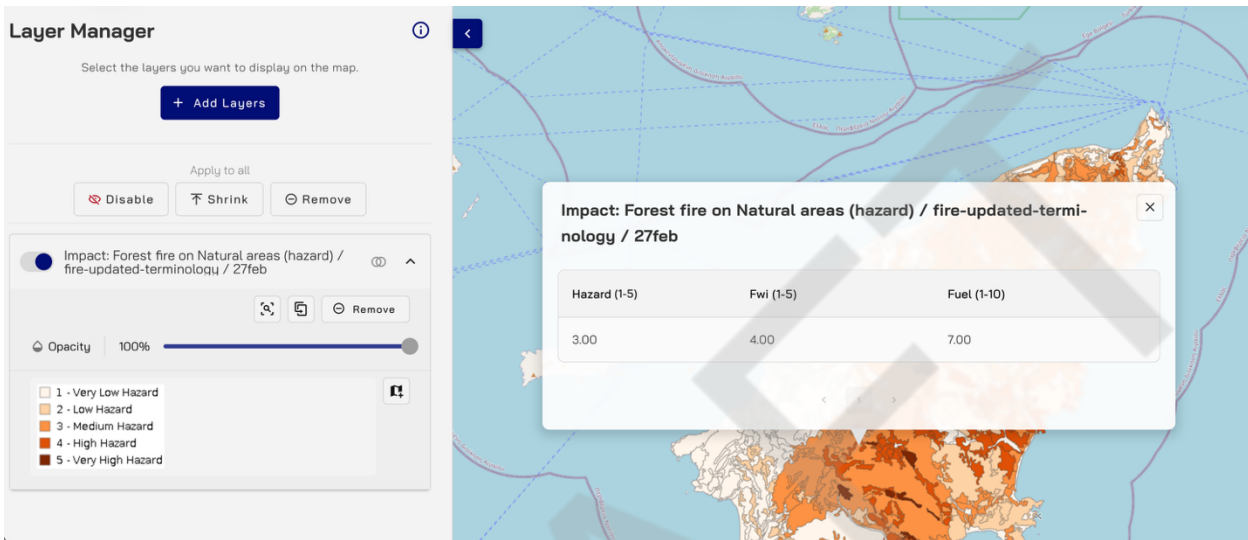 Layer Manager
Select the layers you want to display on the map.
+ Add Layers
Apply to all
Disable
Shrink
Remove
Impact: Forest fire on Natural areas (hazard) /
fire-updated-terminology / 27feb
Remove
Opacity 100%
1 - Very Low Hazard
2 - Low Hazard
3 - Medium Hazard
4 - High Hazard
5 - Very High Hazard
Impact: Forest fire on Natural areas (hazard) / fire-updated-termi-
nology / 27feb
Hazard (1-5) Fwi (1-5) Fuel (1-10)
3.00 4.00 7.00